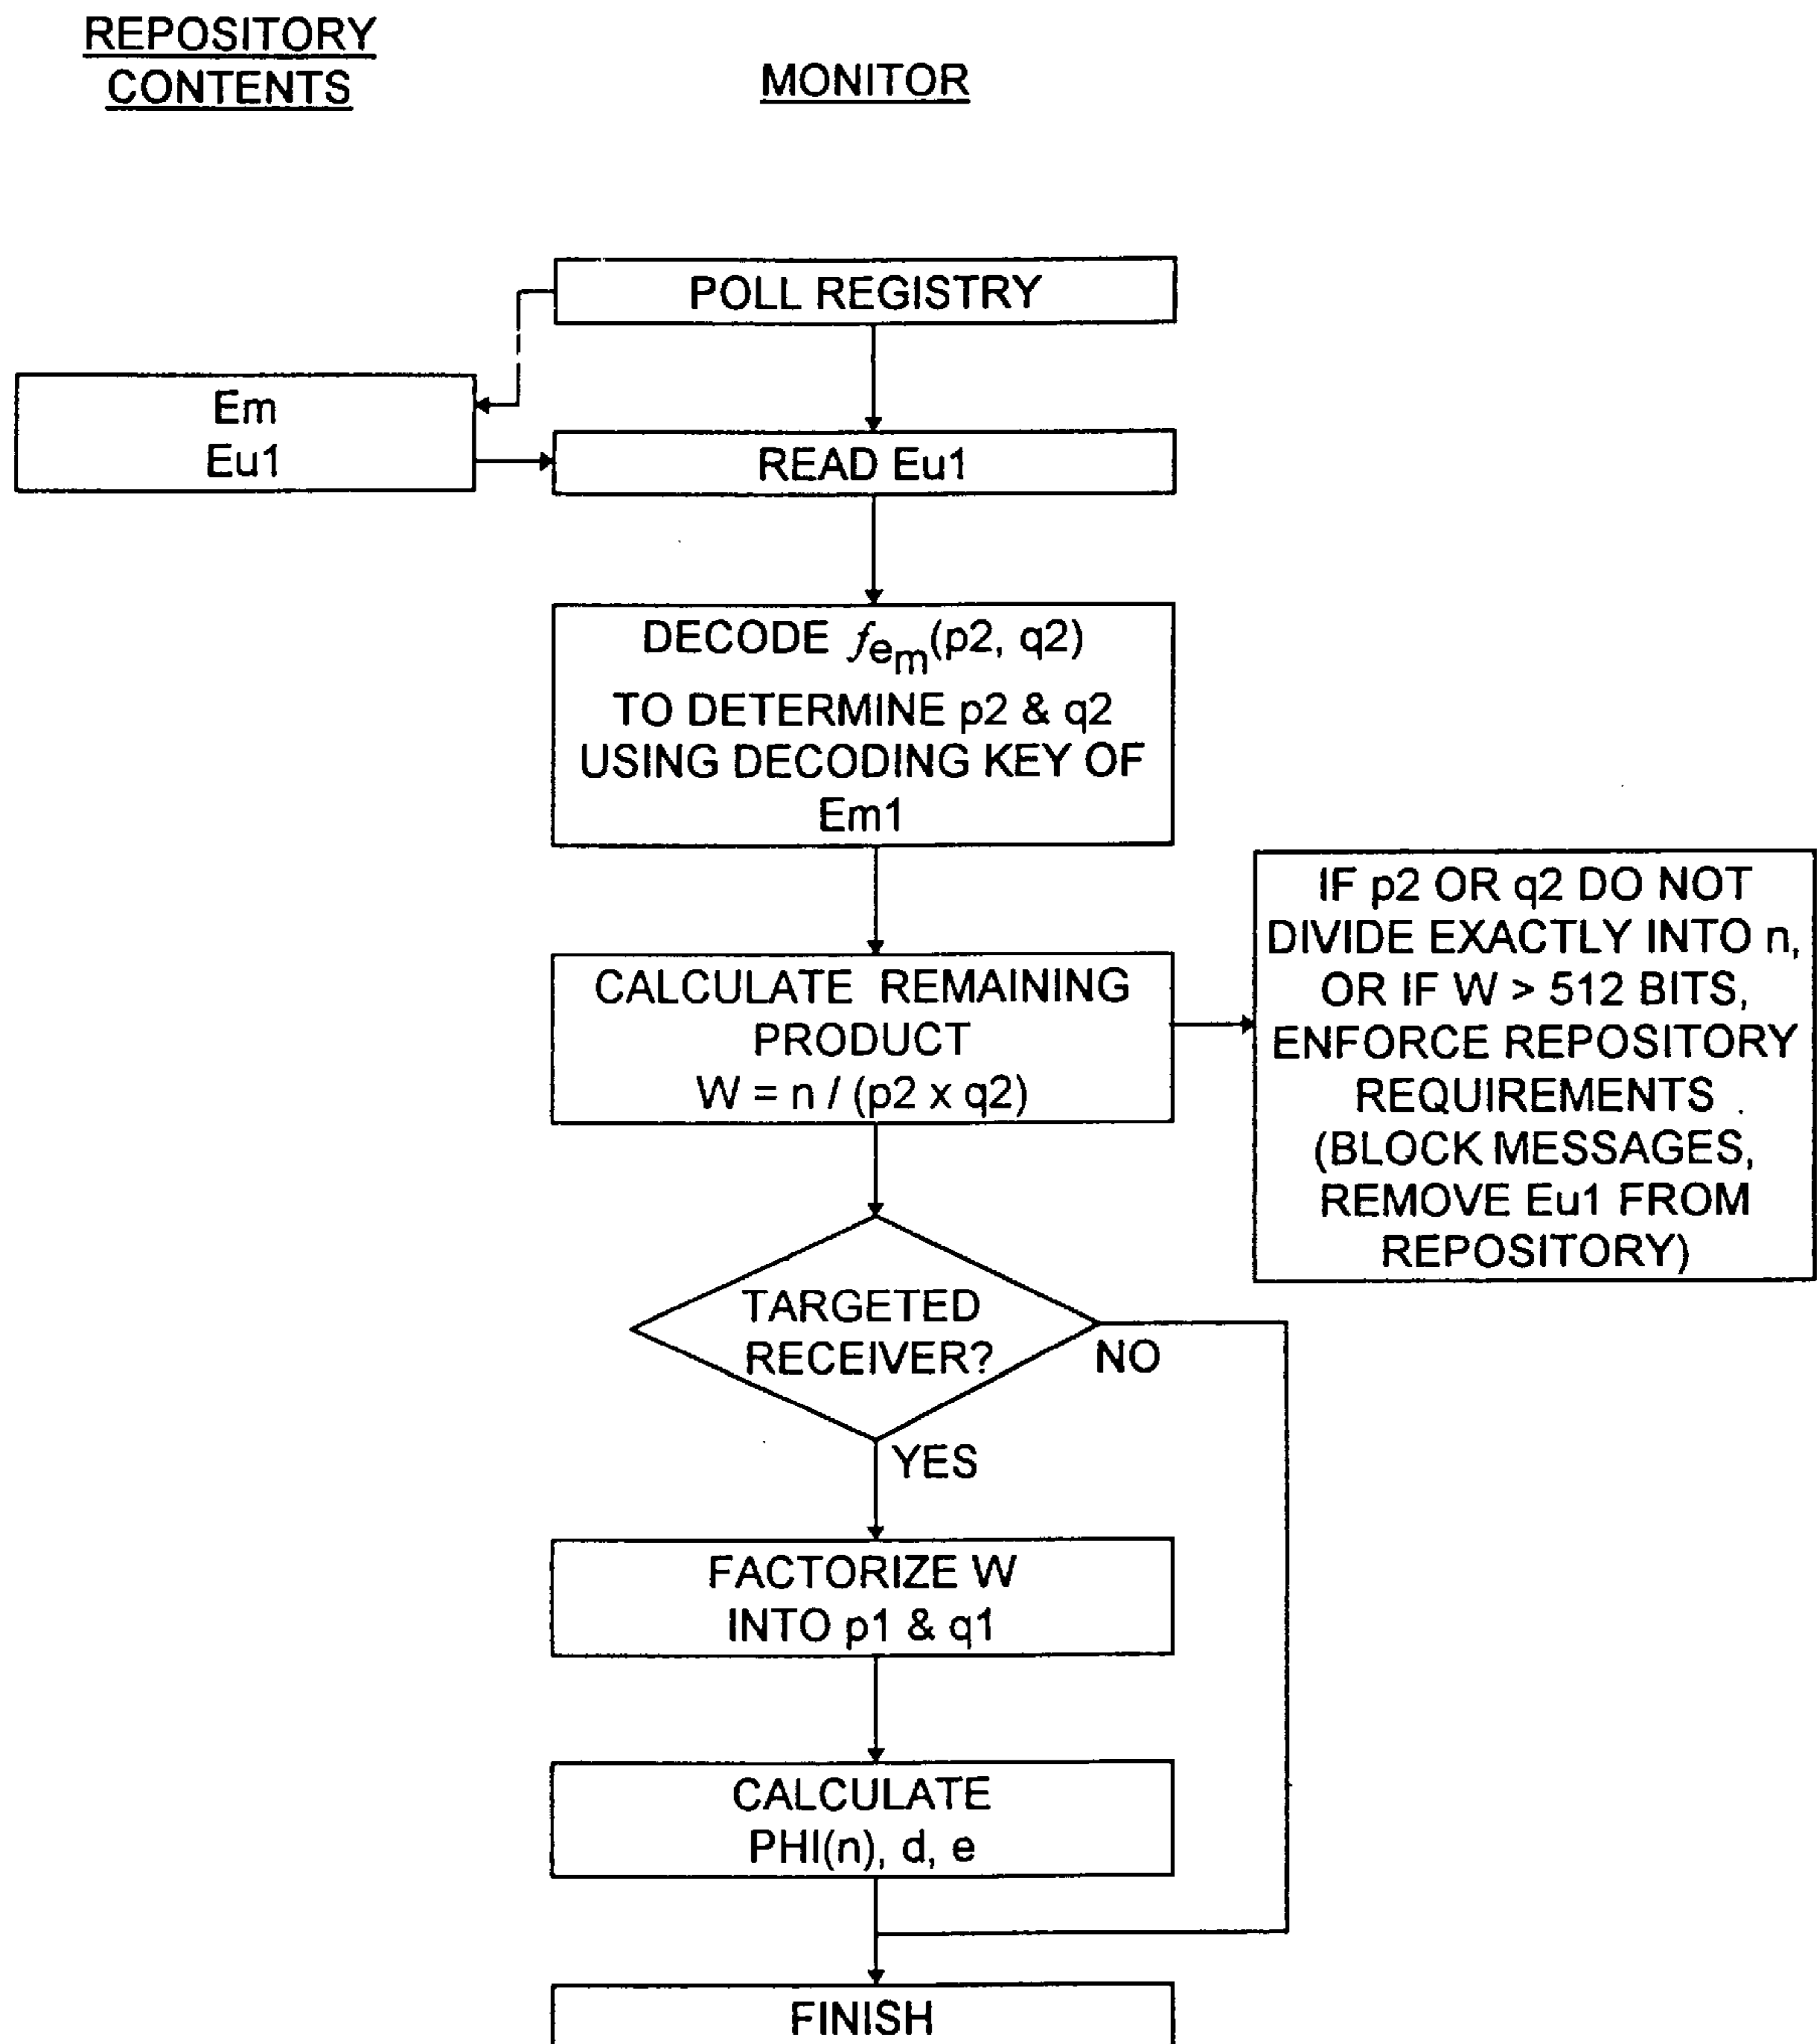 REPOSITORY
CONTENTS
MONITOR
POLL REGISTRY
Em
Eu1
READ Eu1
DECODE fem(p2, q2)
TO DETERMINE p2 & q2
USING DECODING KEY OF
Em1
CALCULATE REMAINING
PRODUCT
W = n / (p2 x q2)
IF p2 OR q2 DO NOT
DIVIDE EXACTLY INTO n,
OR IF W > 512 BITS,
ENFORCE REPOSITORY
REQUIREMENTS
(BLOCK MESSAGES,
REMOVE Eu1 FROM
REPOSITORY)
TARGETED
RECEIVER?
NO
YES
FACTORIZE W
INTO p1 & q1
CALCULATE
PHI(n), d, e
FINISH